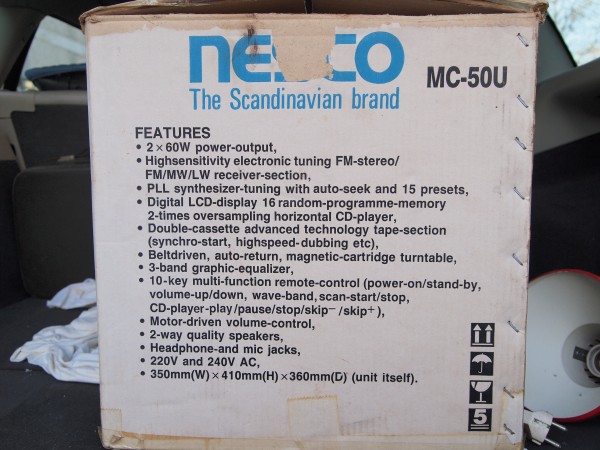 The Scandinavian brand
MC-50U
FEATURES
• 2×60W power-output,
• Highsensitivity electronic tuning FM-stereo/
FM/MW/LW receiver-section,
• PLL synthesizer-tuning with auto-seek and 15 presets,
• Digital LCD-display 16 random-programme-memory
2-times oversampling horizontal CD-player,
• Double-cassette advanced technology tape-section
(synchro-start, highspeed-dubbing etc),
• Beltdriven, auto-return, magnetic-cartridge turntable,
• 3-band graphic-equalizer,
• 10-key multi-function remote-control (power-on/stand-by,
volume-up/down, wave-band, scan-start/stop,
CD-player-play/pause/stop/skip−/skip+),
• Motor-driven volume-control,
• 2-way quality speakers,
• Headphone-and mic jacks,
• 220V and 240V AC,
• 350mm(W)×410mm(H)×360mm(D) (unit itself).
5